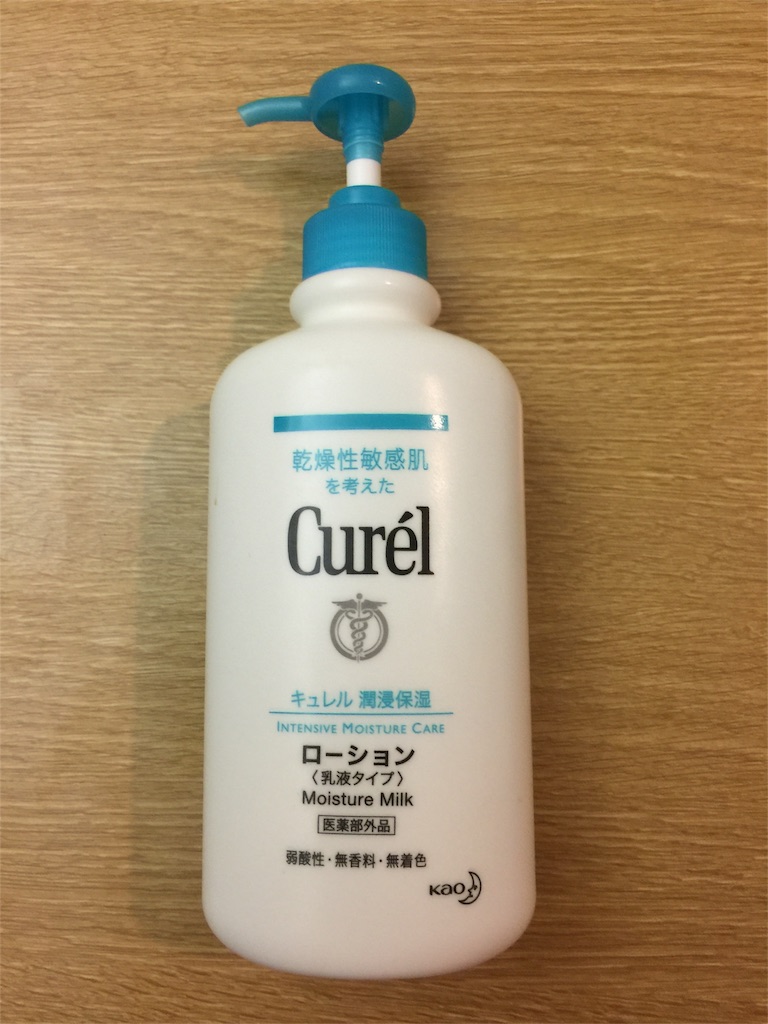 乾燥性敏感肌
を考えた
Curél
キュレル 潤浸保湿
INTENSIVE MOISTURE CARE
ローション
〈乳液タイプ〉
Moisture Milk
医薬部外品
弱酸性・無香料・無着色
Kao